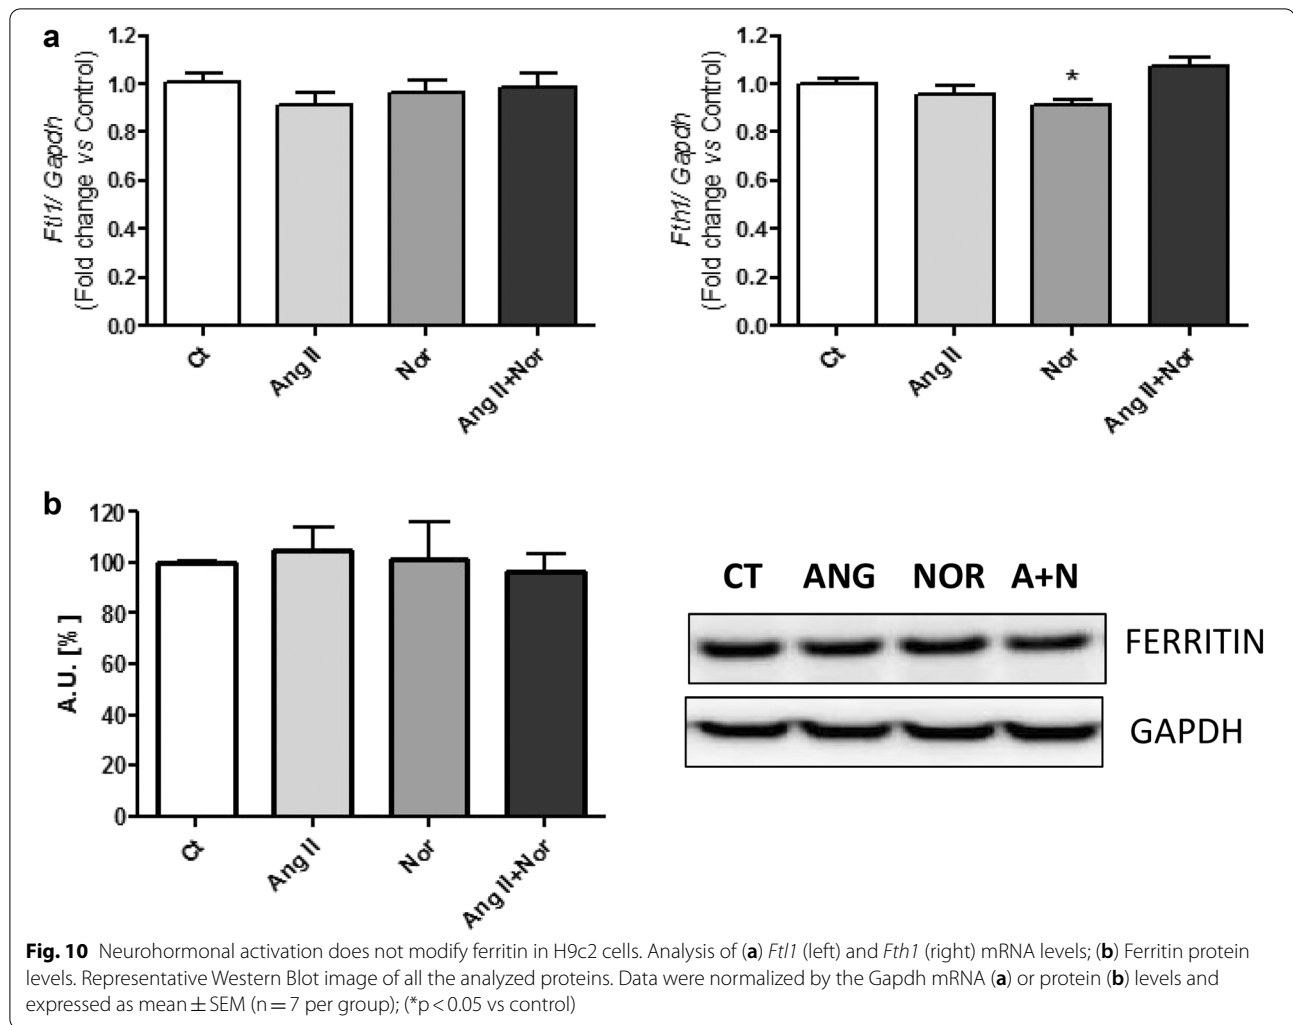 a
1.2
1.0
0.8
0.6
0.4
0.2
0.0
Ftl1/ Gapdh
(Fold change vs Control)
Ct
Ang II
Nor
Ang II+Nor
1.2
1.0
0.8
0.6
0.4
0.2
0.0
Fth1/ Gapdh
(Fold change vs Control)
*
Ct
Ang II
Nor
Ang II+Nor
b
120
100
80
60
40
20
0
A.U. [% ]
Ct
Ang II
Nor
Ang II+Nor
CT ANG NOR A+N
FERRITIN
GAPDH
Fig. 10 Neurohormonal activation does not modify ferritin in H9c2 cells. Analysis of (a) Ftl1 (left) and Fth1 (right) mRNA levels; (b) Ferritin protein
levels. Representative Western Blot image of all the analyzed proteins. Data were normalized by the Gapdh mRNA (a) or protein (b) levels and
expressed as mean ± SEM (n = 7 per group); (*p < 0.05 vs control)